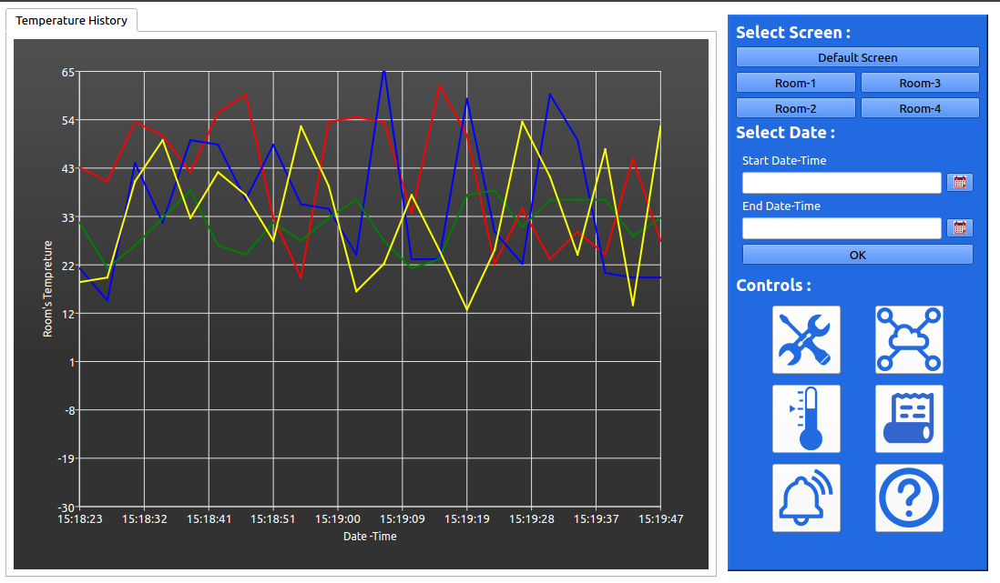 Temperature History
65
54
43
33
22
12
1
-8
-19
-30
Room's Tempreture
15:18:23 15:18:32 15:18:41 15:18:51 15:19:00 15:19:09 15:19:19 15:19:28 15:19:37 15:19:47
Date -Time
Select Screen :
Default Screen
Room-1 Room-3
Room-2 Room-4
Select Date :
Start Date-Time
End Date-Time
OK
Controls :
?